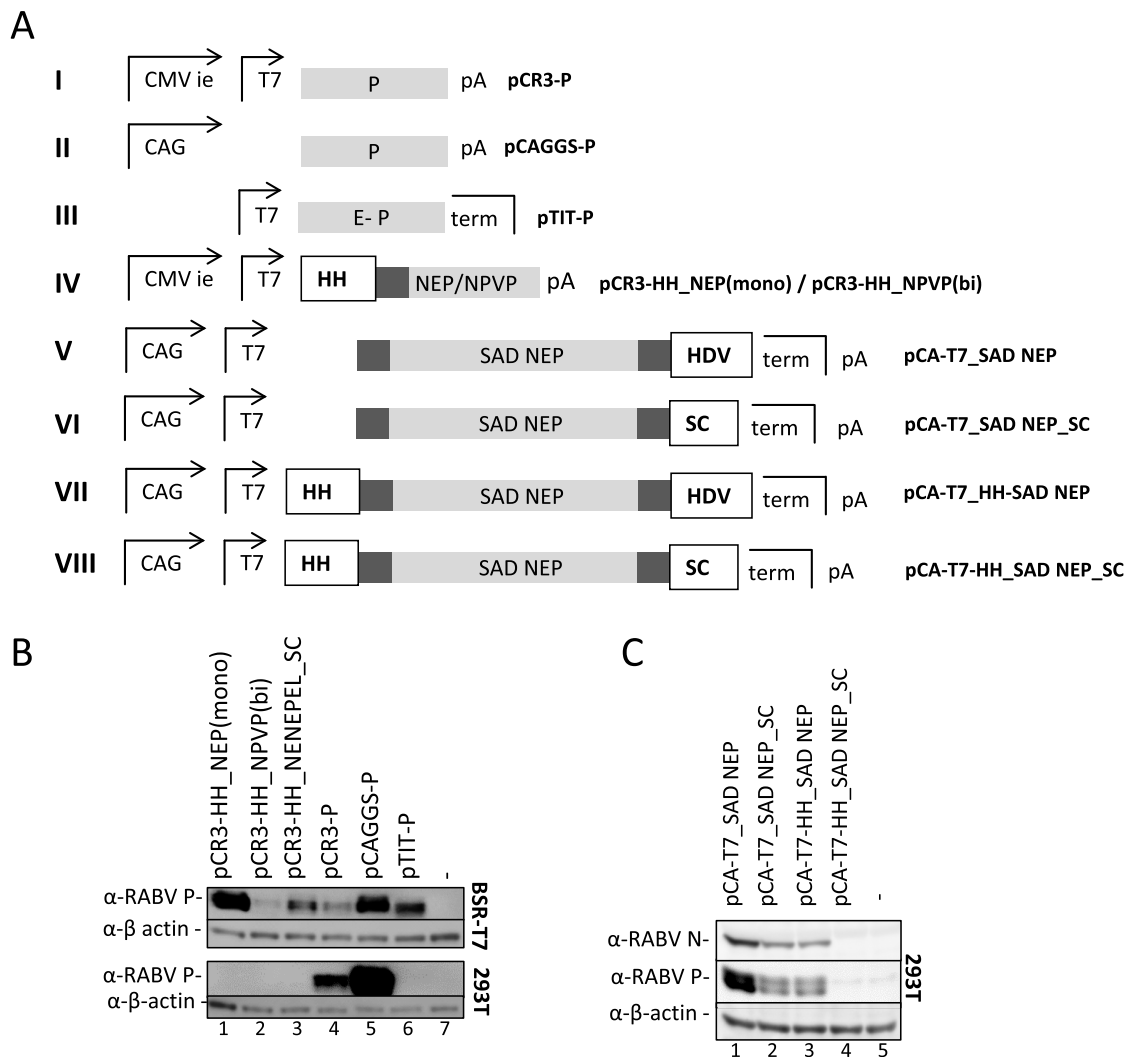 A
I CMV ie T7 P pA pCR3-P
II CAG P pA pCAGGS-P
III T7 E- P term pTIT-P
IV CMV ie T7 HH NEP/NPVP pA pCR3-HH_NEP(mono) / pCR3-HH_NPVP(bi)
V CAG T7 SAD NEP HDV term pA pCA-T7_SAD NEP
VI CAG T7 SAD NEP SC term pA pCA-T7_SAD NEP_SC
VII CAG T7 HH SAD NEP HDV term pA pCA-T7_HH-SAD NEP
VIII CAG T7 HH SAD NEP SC term pA pCA-T7-HH_SAD NEP_SC
B
pCR3-HH_NEP(mono)
pCR3-HH_NPVP(bi)
pCR3-HH_NENEPEL_SC
pCR3-P
pCAGGS-P
pTIT-P
-
α-RABV P-
α-β actin -
BSR-T7
α-RABV P-
α-β-actin -
293T
1 2 3 4 5 6 7
C
pCA-T7_SAD NEP
pCA-T7_SAD NEP_SC
pCA-T7-HH_SAD NEP
pCA-T7-HH_SAD NEP_SC
-
α-RABV N-
α-RABV P-
α-β-actin -
293T
1 2 3 4 5